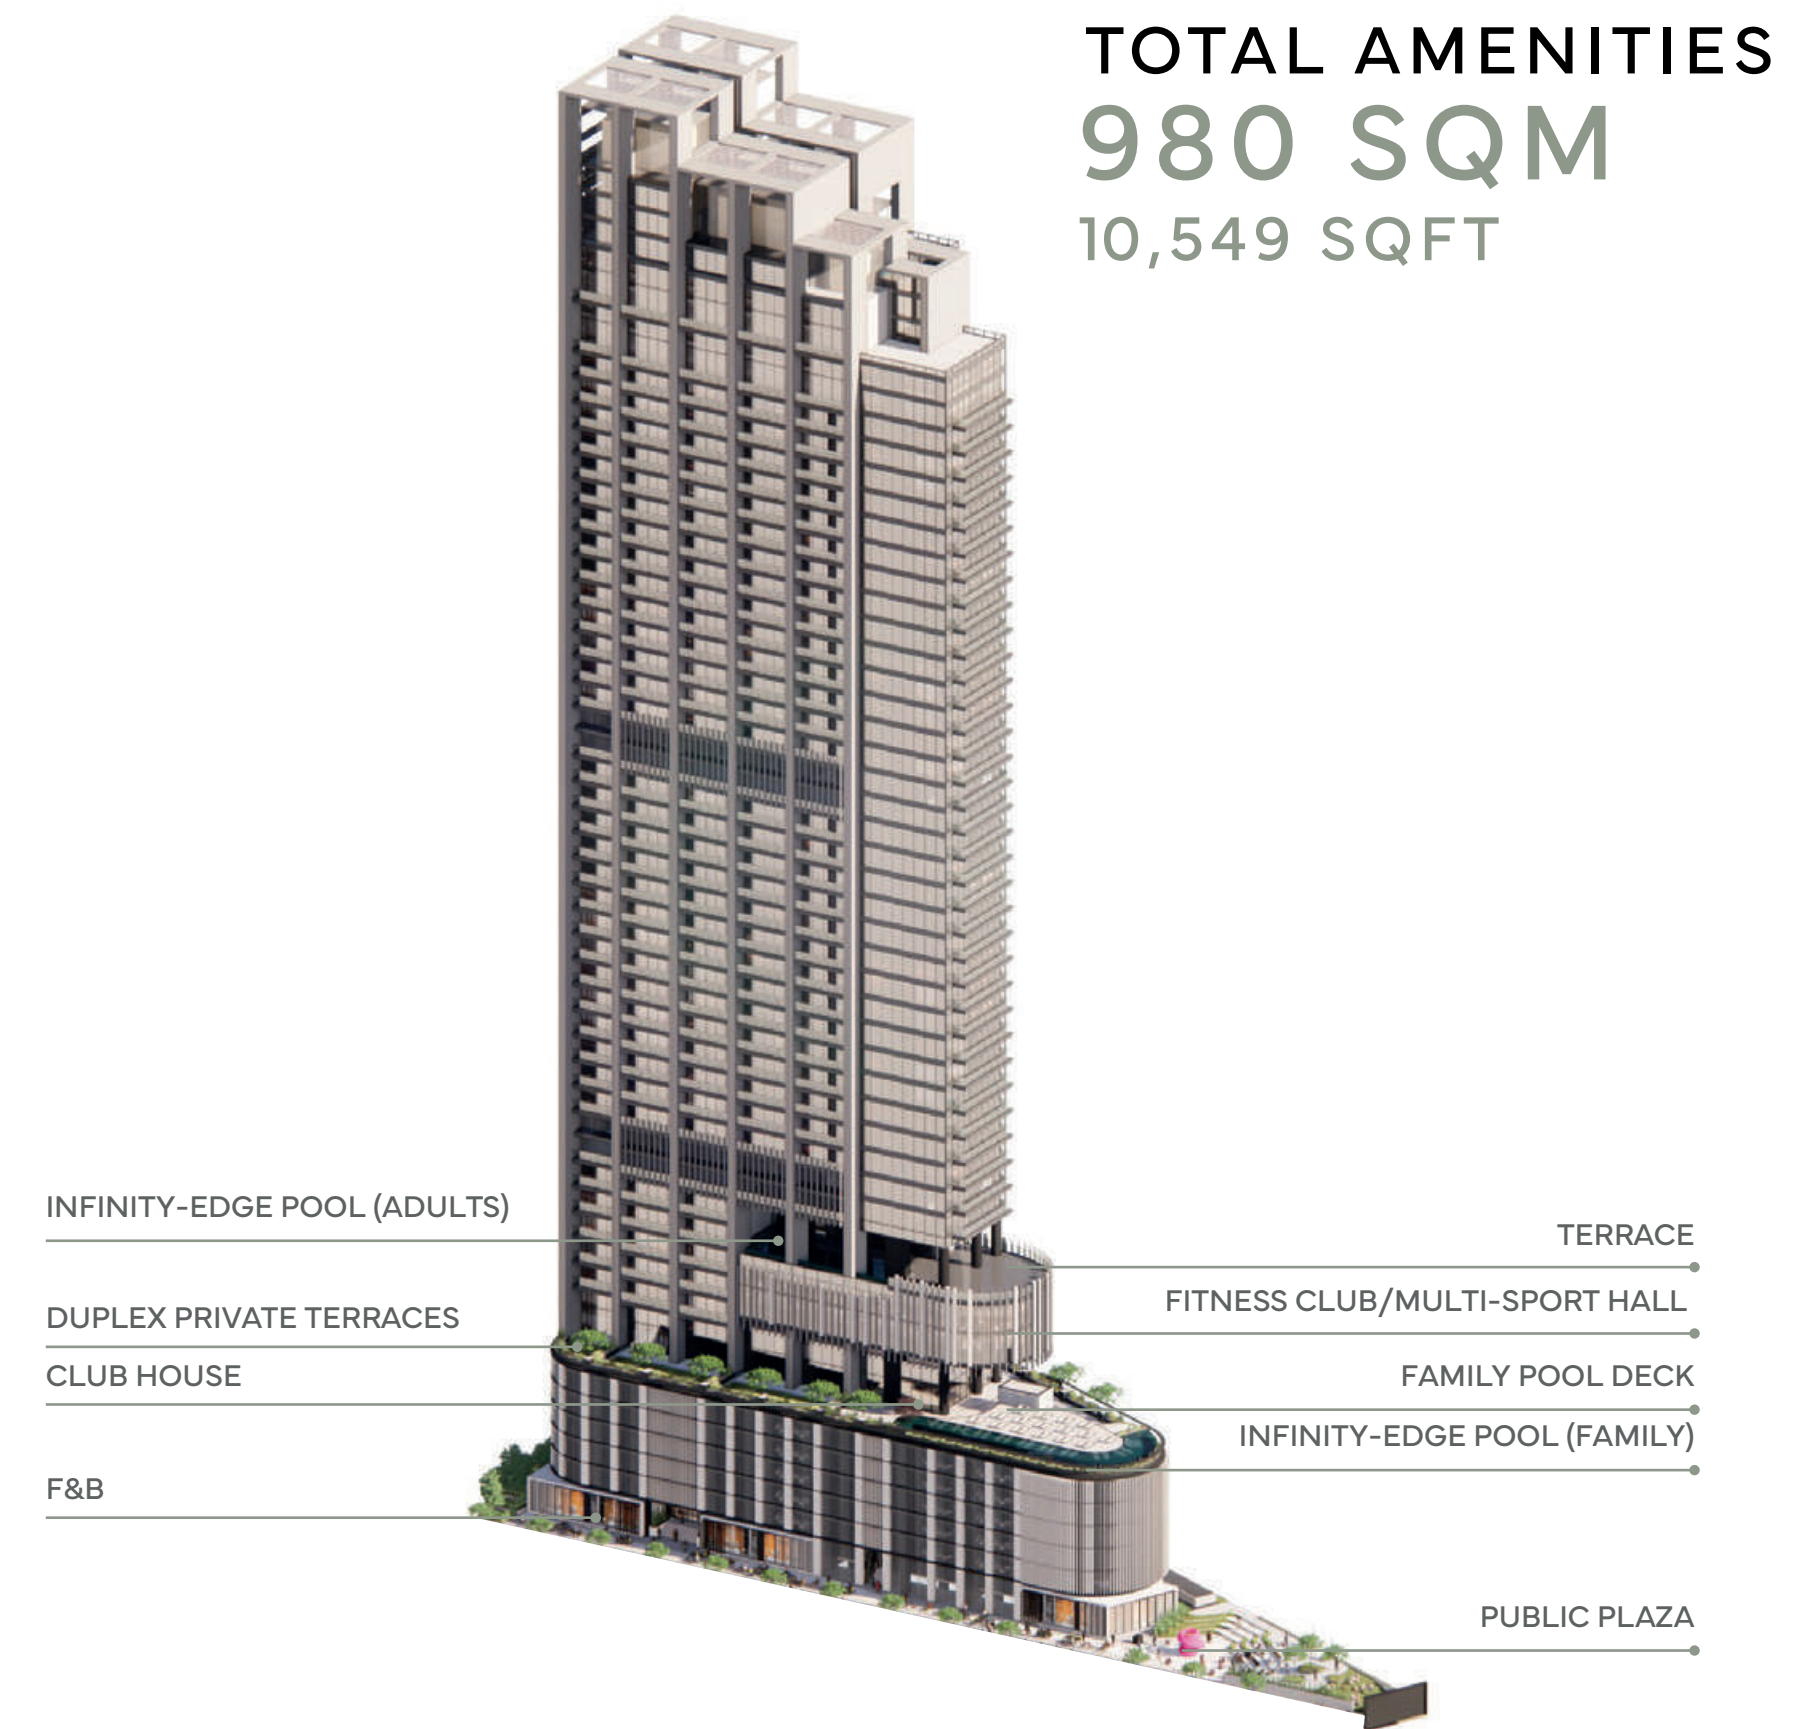 TOTAL AMENITIES
980 SQM
10,549 SQFT
INFINITY-EDGE POOL (ADULTS)
DUPLEX PRIVATE TERRACES
CLUB HOUSE
F&B
TERRACE
FITNESS CLUB/MULTI-SPORT HALL
FAMILY POOL DECK
INFINITY-EDGE POOL (FAMILY)
PUBLIC PLAZA